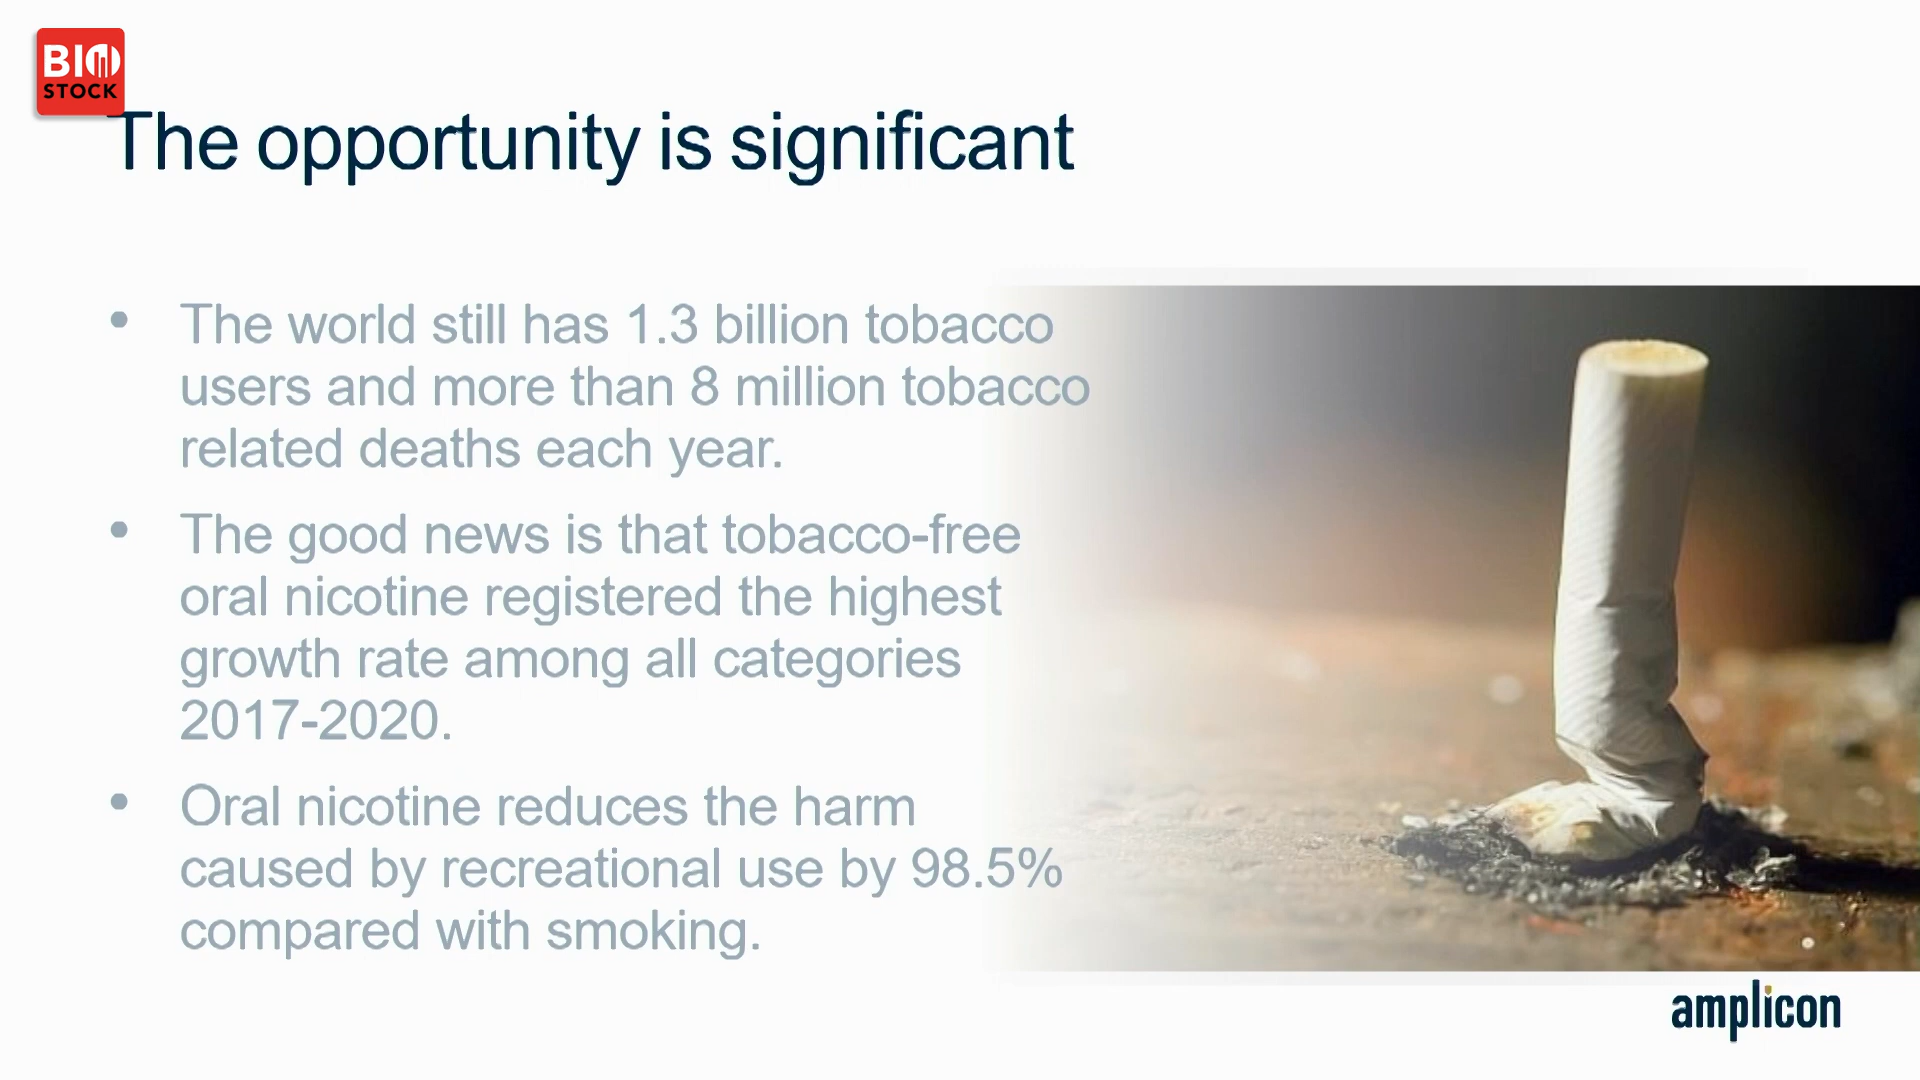 BIO
STOCK
The opportunity is significant
• The world still has 1.3 billion tobacco
users and more than 8 million tobacco
related deaths each year.
• The good news is that tobacco-free
oral nicotine registered the highest
growth rate among all categories
2017-2020.
• Oral nicotine reduces the harm
caused by recreational use by 98.5%
compared with smoking.
amplicon